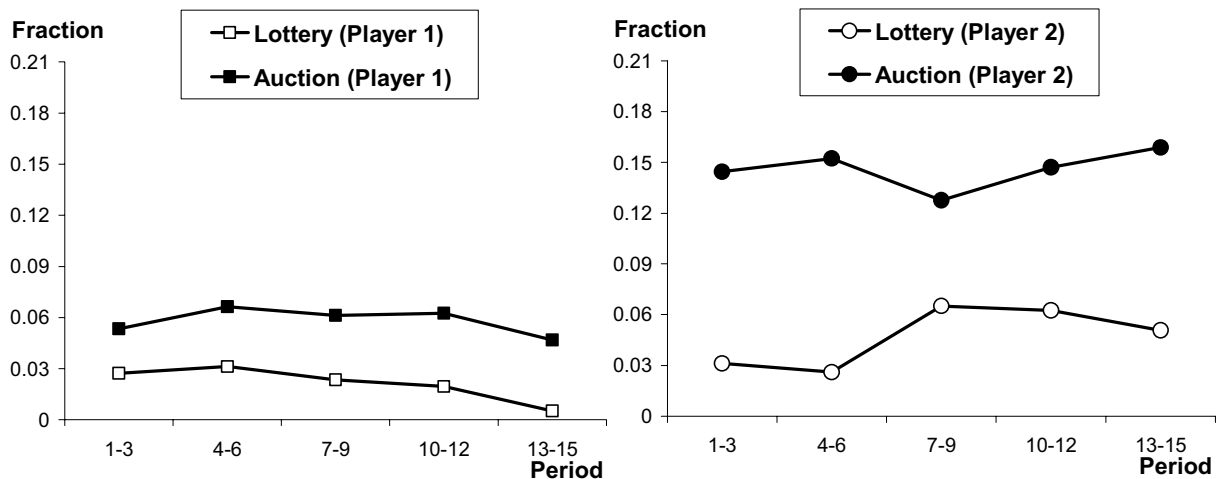 Fraction
Lottery (Player 1)
Auction (Player 1)
0.21
0.18
0.15
0.12
0.09
0.06
0.03
0
1-3 4-6 7-9 10-12 13-15
Period
Fraction
Lottery (Player 2)
Auction (Player 2)
0.21
0.18
0.15
0.12
0.09
0.06
0.03
0
1-3 4-6 7-9 10-12 13-15
Period